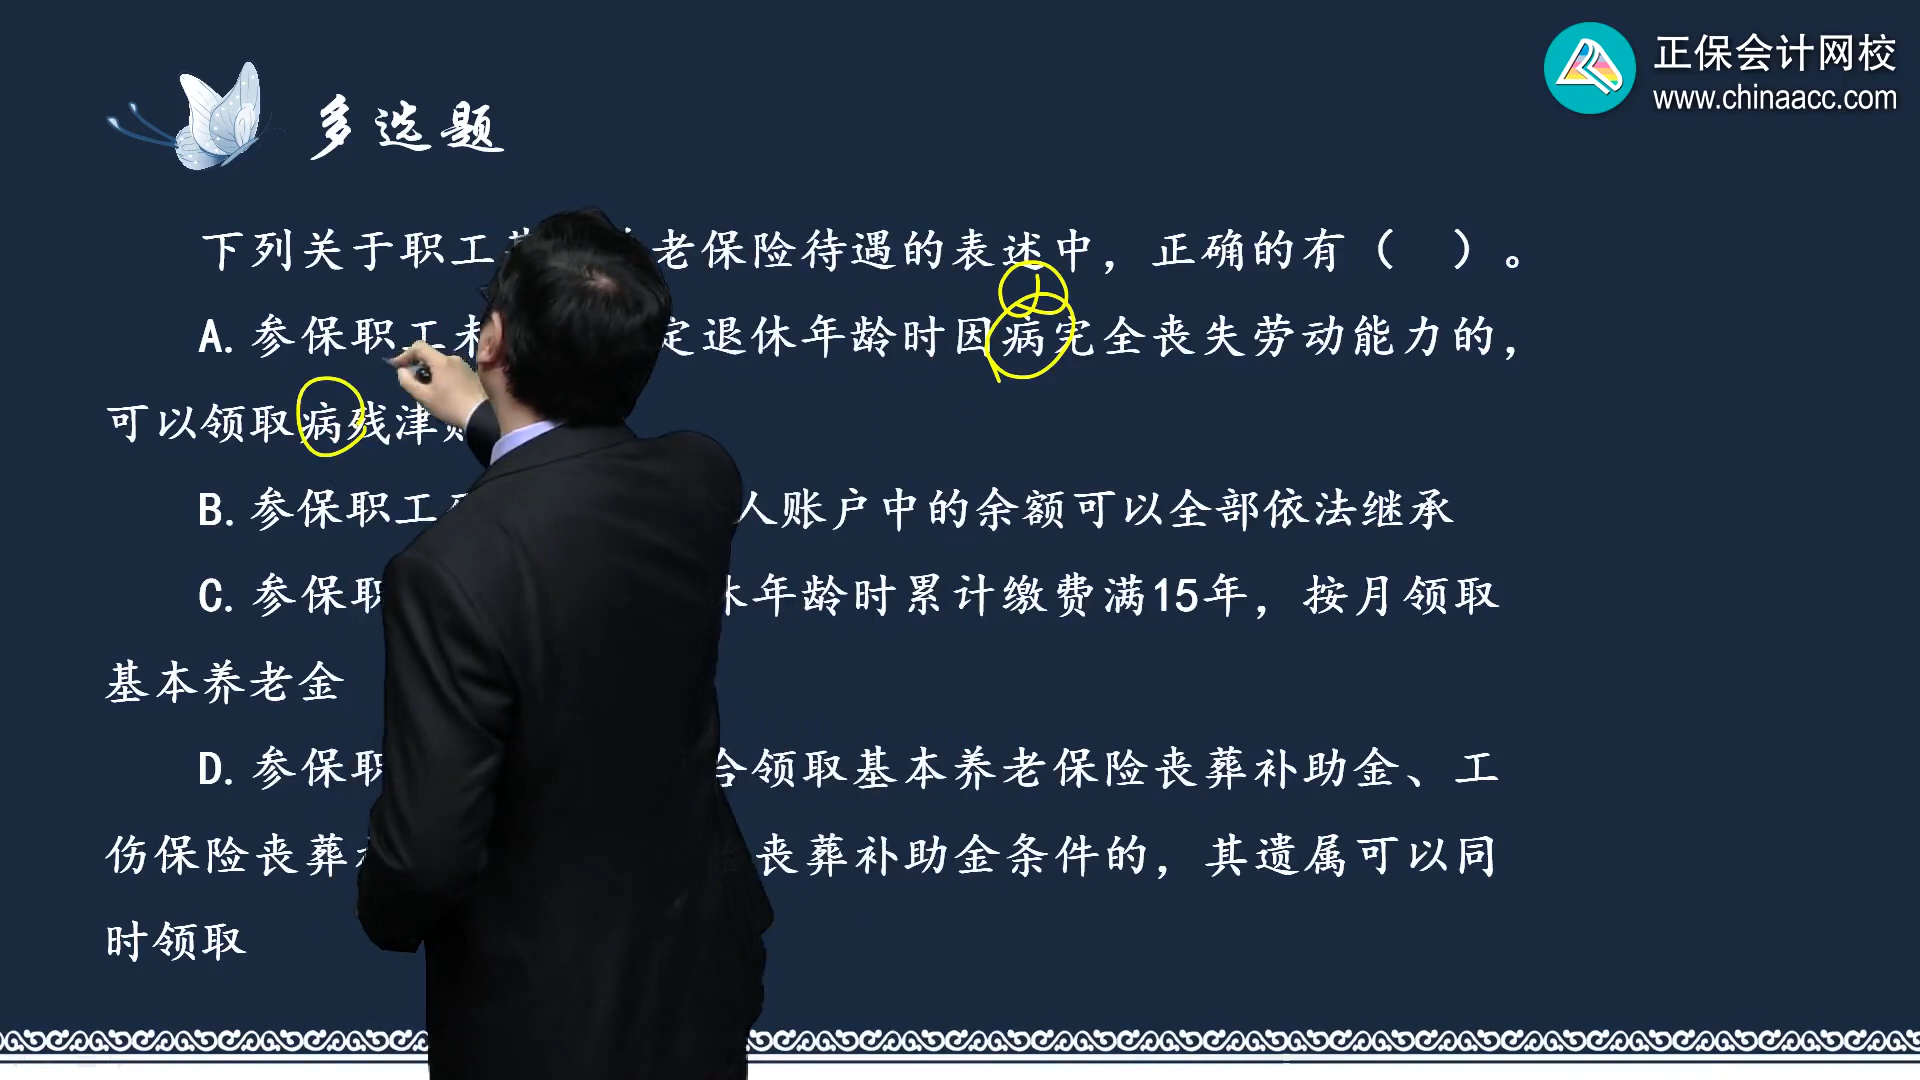 正保会计网校
www.chinaacc.com
多选题
下列关于职工 老保险待遇的表述中，正确的有（ ）。
A.参保职工未 定退休年龄时因病完全丧失劳动能力的，
可以领取病残津
B.参保职工 人账户中的余额可以全部依法继承
C.参保职 休年龄时累计缴费满15年，按月领取
基本养老金
D.参保职 合领取基本养老保险丧葬补助金、工
伤保险丧葬 丧葬补助金条件的，其遗属可以同
时领取